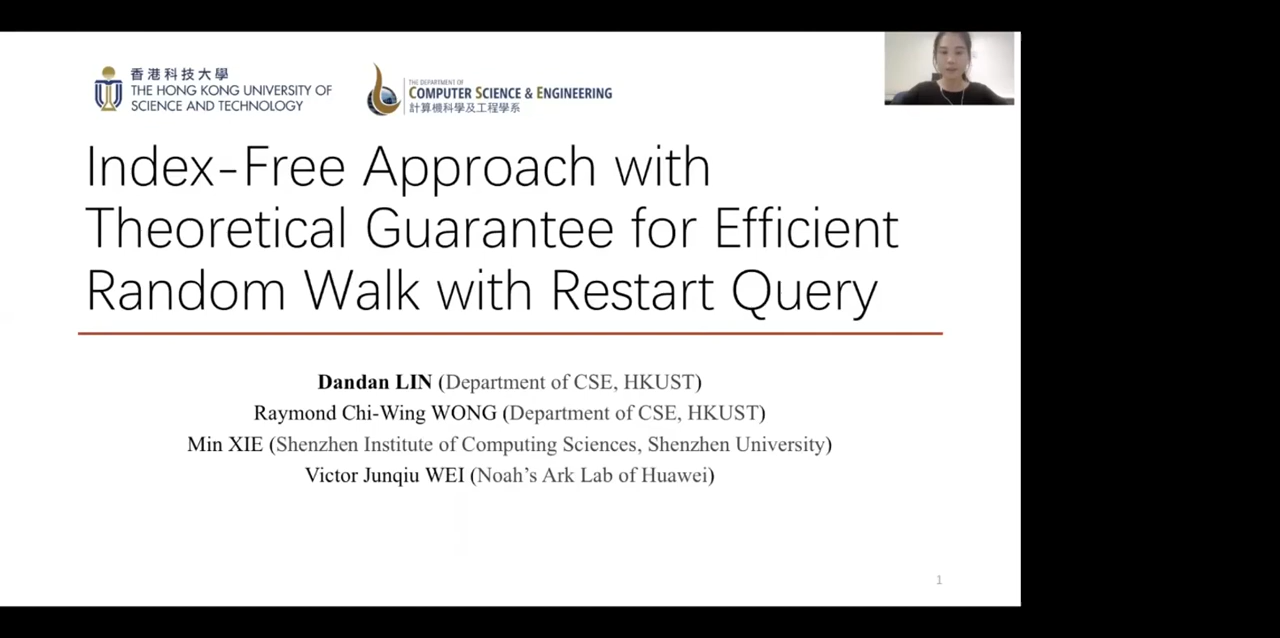 香港科技大學
THE HONG KONG UNIVERSITY OF
SCIENCE AND TECHNOLOGY
THE DEPARTMENT OF
COMPUTER SCIENCE & ENGINEERING
計算機科學及工程學系
Index-Free Approach with
Theoretical Guarantee for Efficient
Random Walk with Restart Query
Dandan LIN (Department of CSE, HKUST)
Raymond Chi-Wing WONG (Department of CSE, HKUST)
Min XIE (Shenzhen Institute of Computing Sciences, Shenzhen University)
Victor Junqiu WEI (Noah’s Ark Lab of Huawei)
1